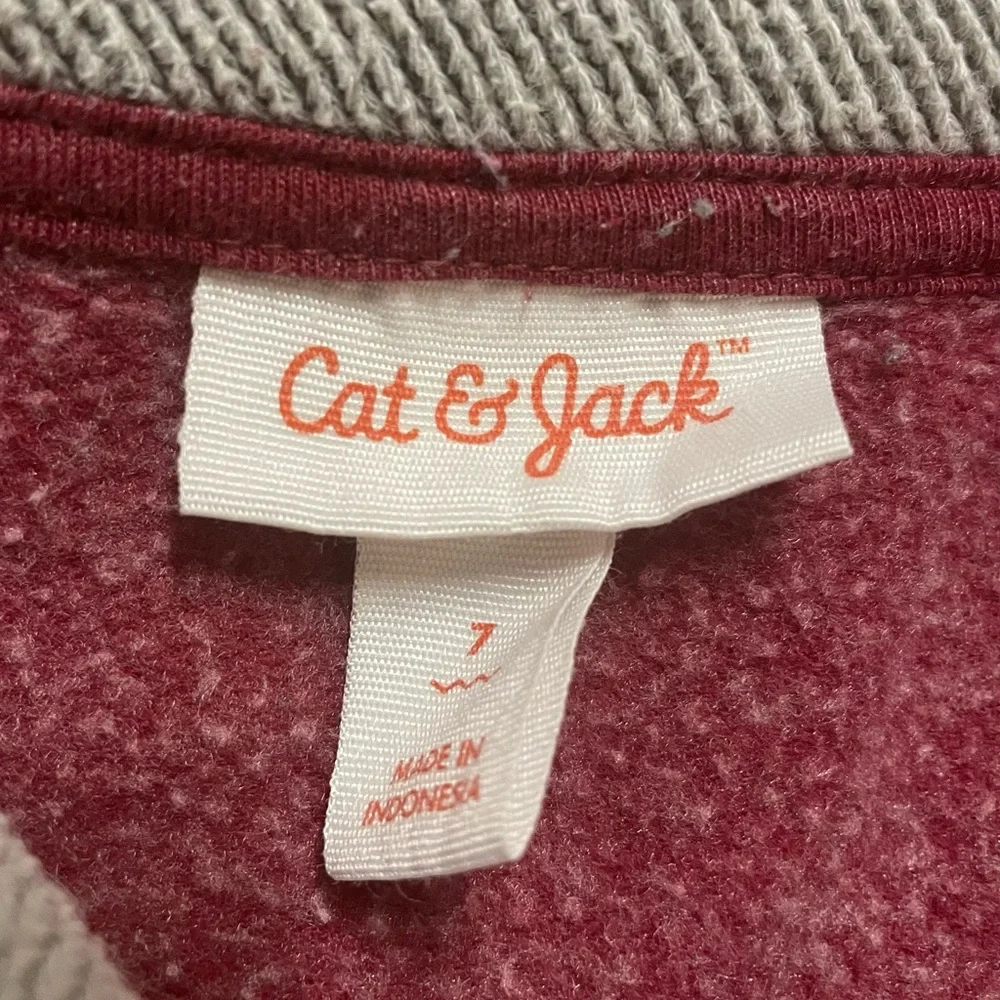 Cat & Jack™
7
MADE IN
INDONESIA